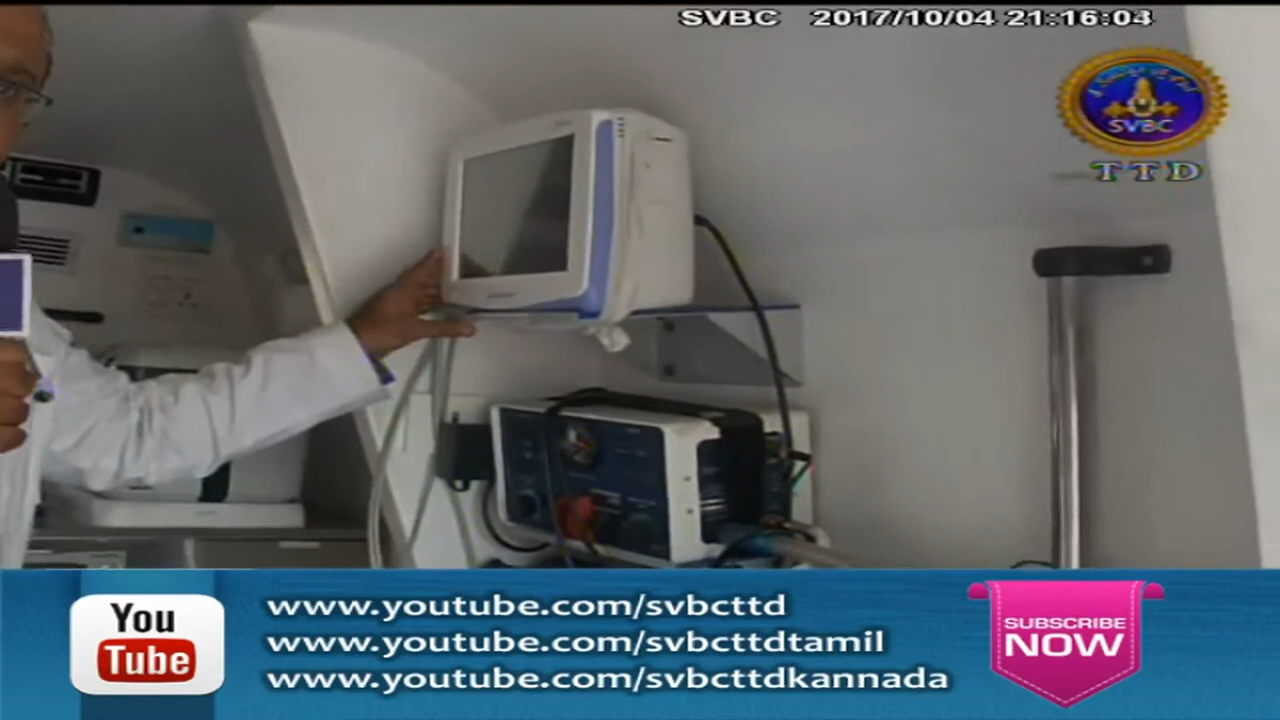 SVBC 2017/10/04 21:16:04
SVBC
TTD
You
Tube
www.youtube.com/svbcttd
www.youtube.com/svbcttdtamil
www.youtube.com/svbcttdkannada
SUBSCRIBE
NOW